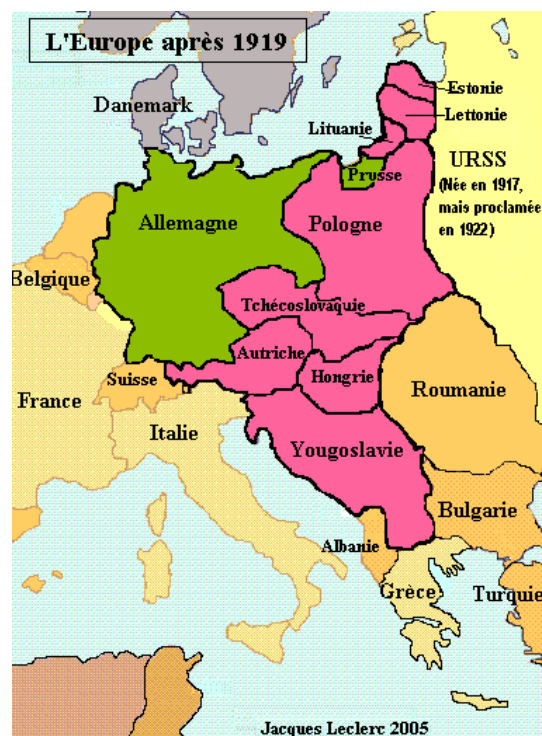 L'Europe après 1919
Estonie
Danemark
Lettonie
Lituanie
URSS
(Née en 1917,
mais proclamée
en 1922)
Prusse
Allemagne
Pologne
Belgique
Tchécoslovaquie
Autriche
Suisse
Hongrie
Roumanie
France
Italie
Yougoslavie
Bulgarie
Albanie
Grèce
Turquie
Jacques Leclerc 2005